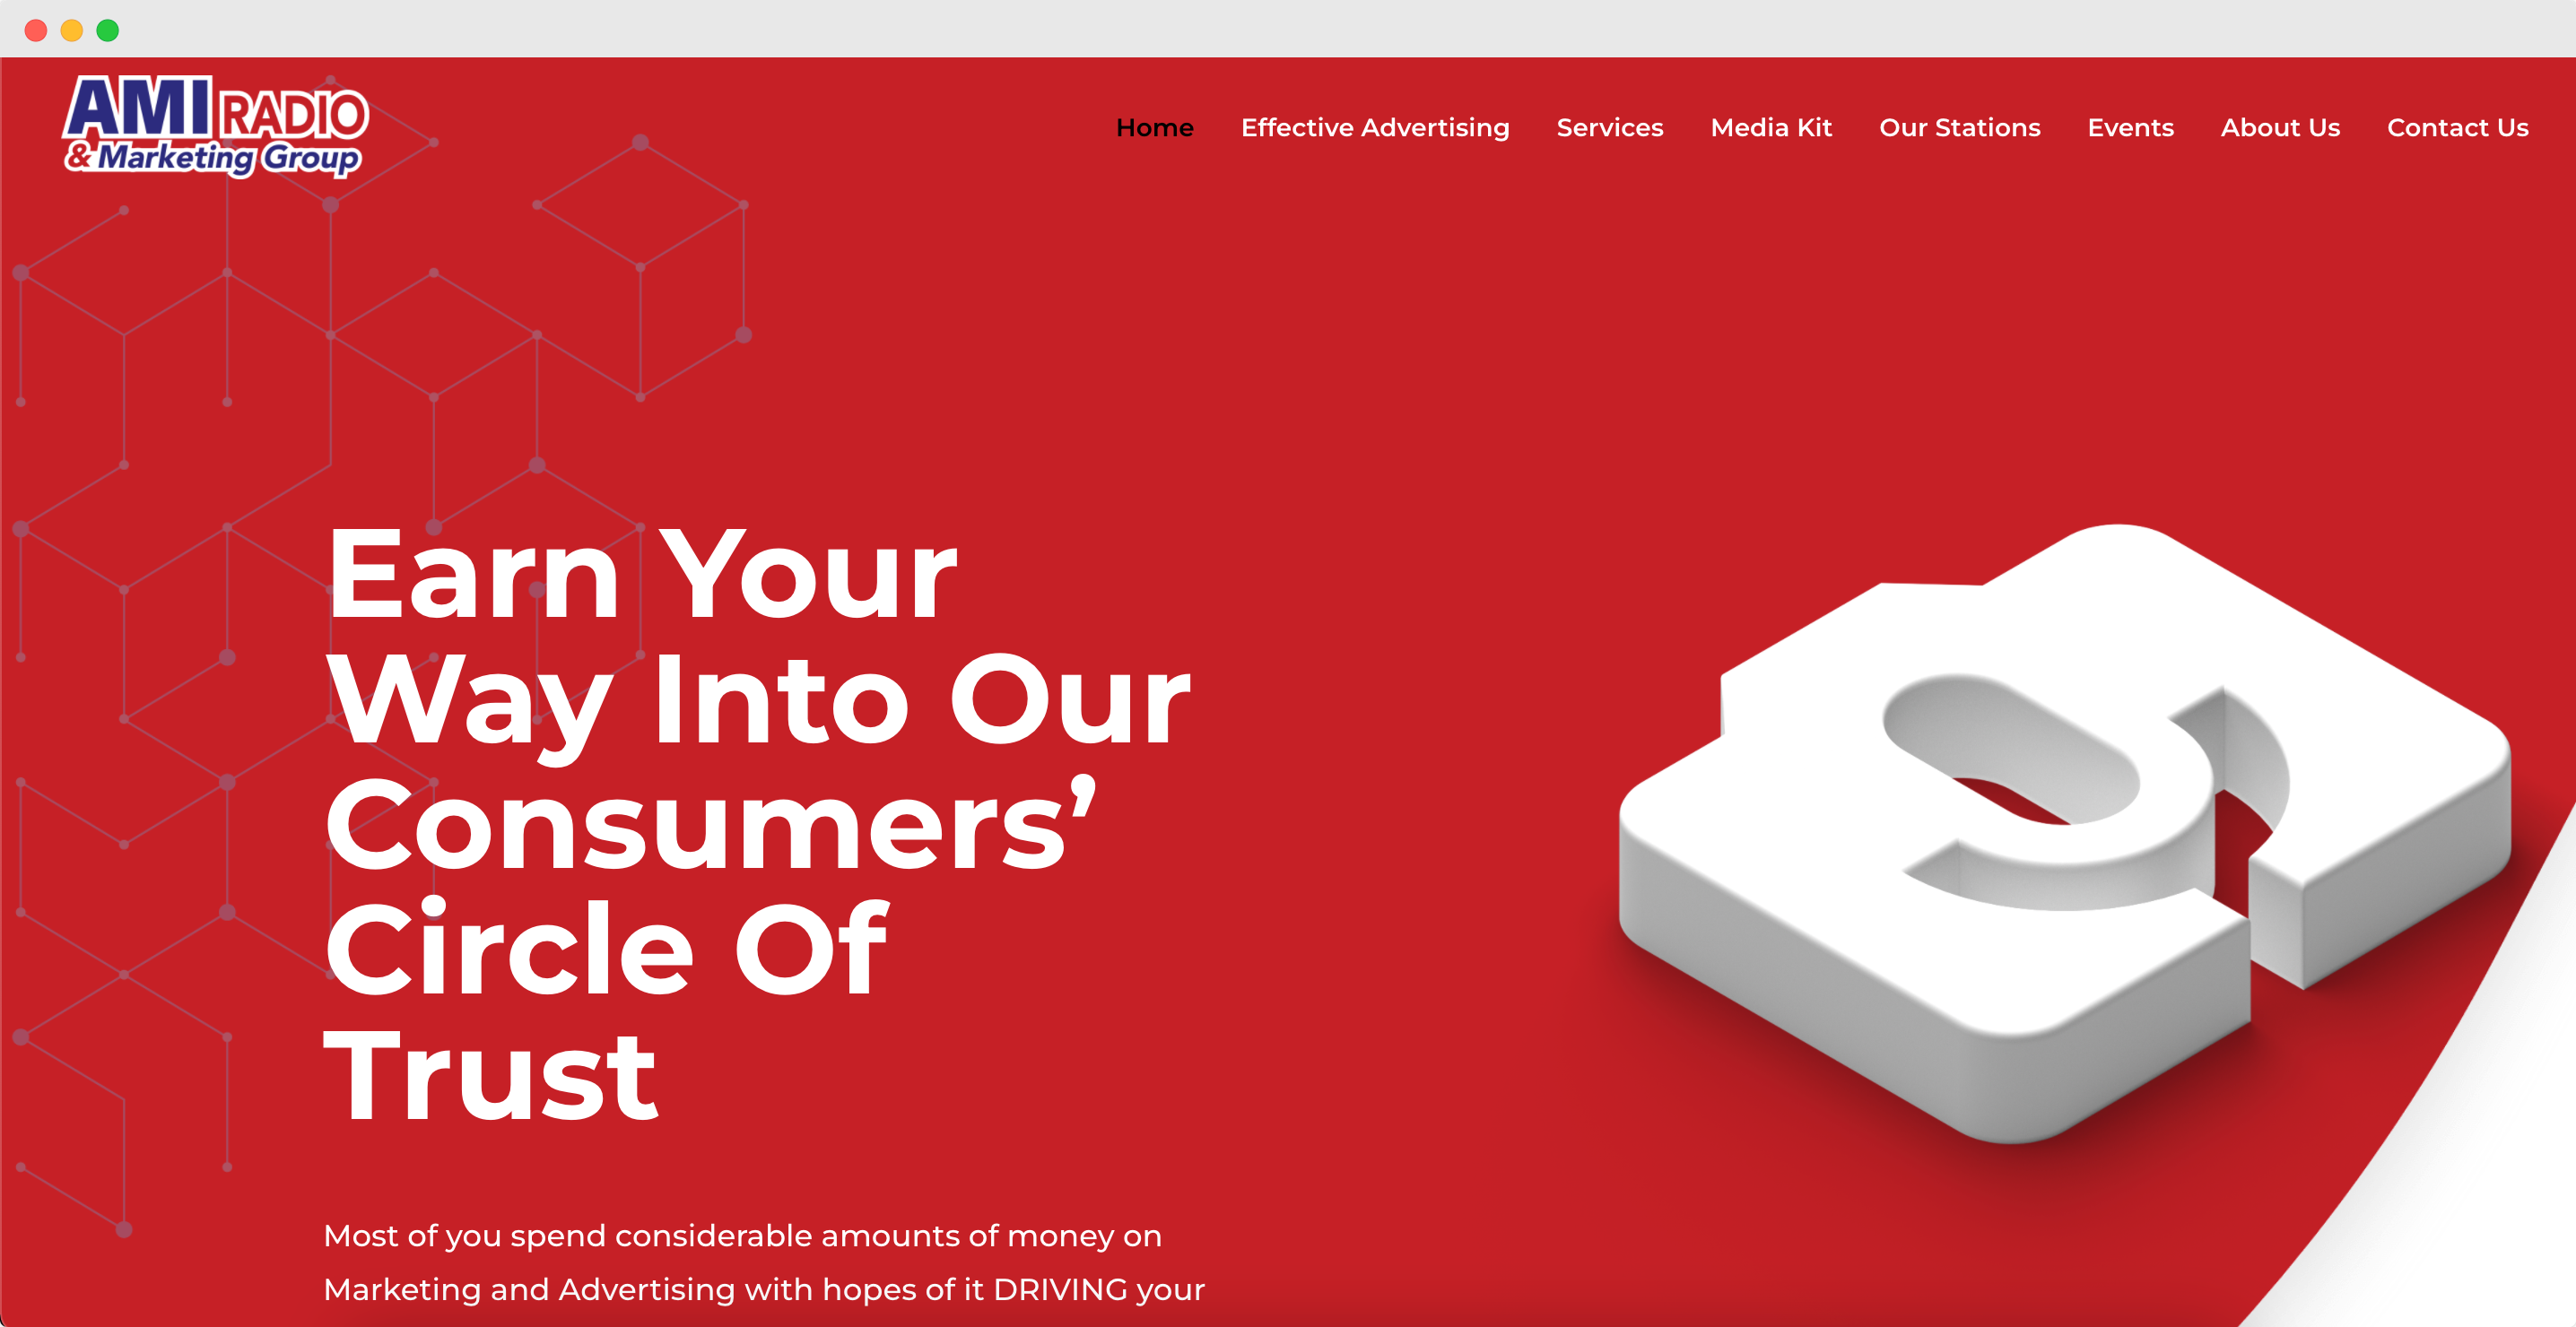 AMI RADIO
& Marketing Group
Home Effective Advertising Services Media Kit Our Stations Events About Us Contact Us
Earn Your
Way Into Our
Consumers’
Circle Of
Trust
Most of you spend considerable amounts of money on
Marketing and Advertising with hopes of it DRIVING your